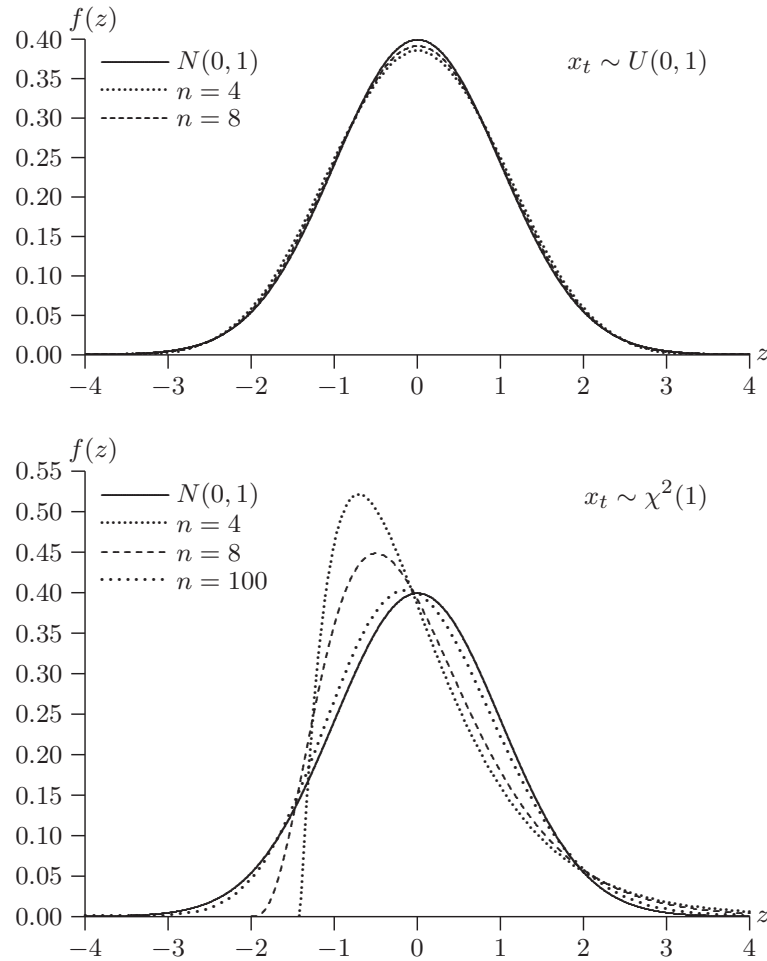 f(z)
0.40
0.35
0.30
0.25
0.20
0.15
0.10
0.05
0.00
N(0, 1)
n = 4
n = 8
x_t ∼ U(0, 1)
−4 −3 −2 −1 0 1 2 3 4
z
f(z)
0.55
0.50
0.45
0.40
0.35
0.30
0.25
0.20
0.15
0.10
0.05
0.00
N(0, 1)
n = 4
n = 8
n = 100
x_t ∼ χ²(1)
−4 −3 −2 −1 0 1 2 3 4
z